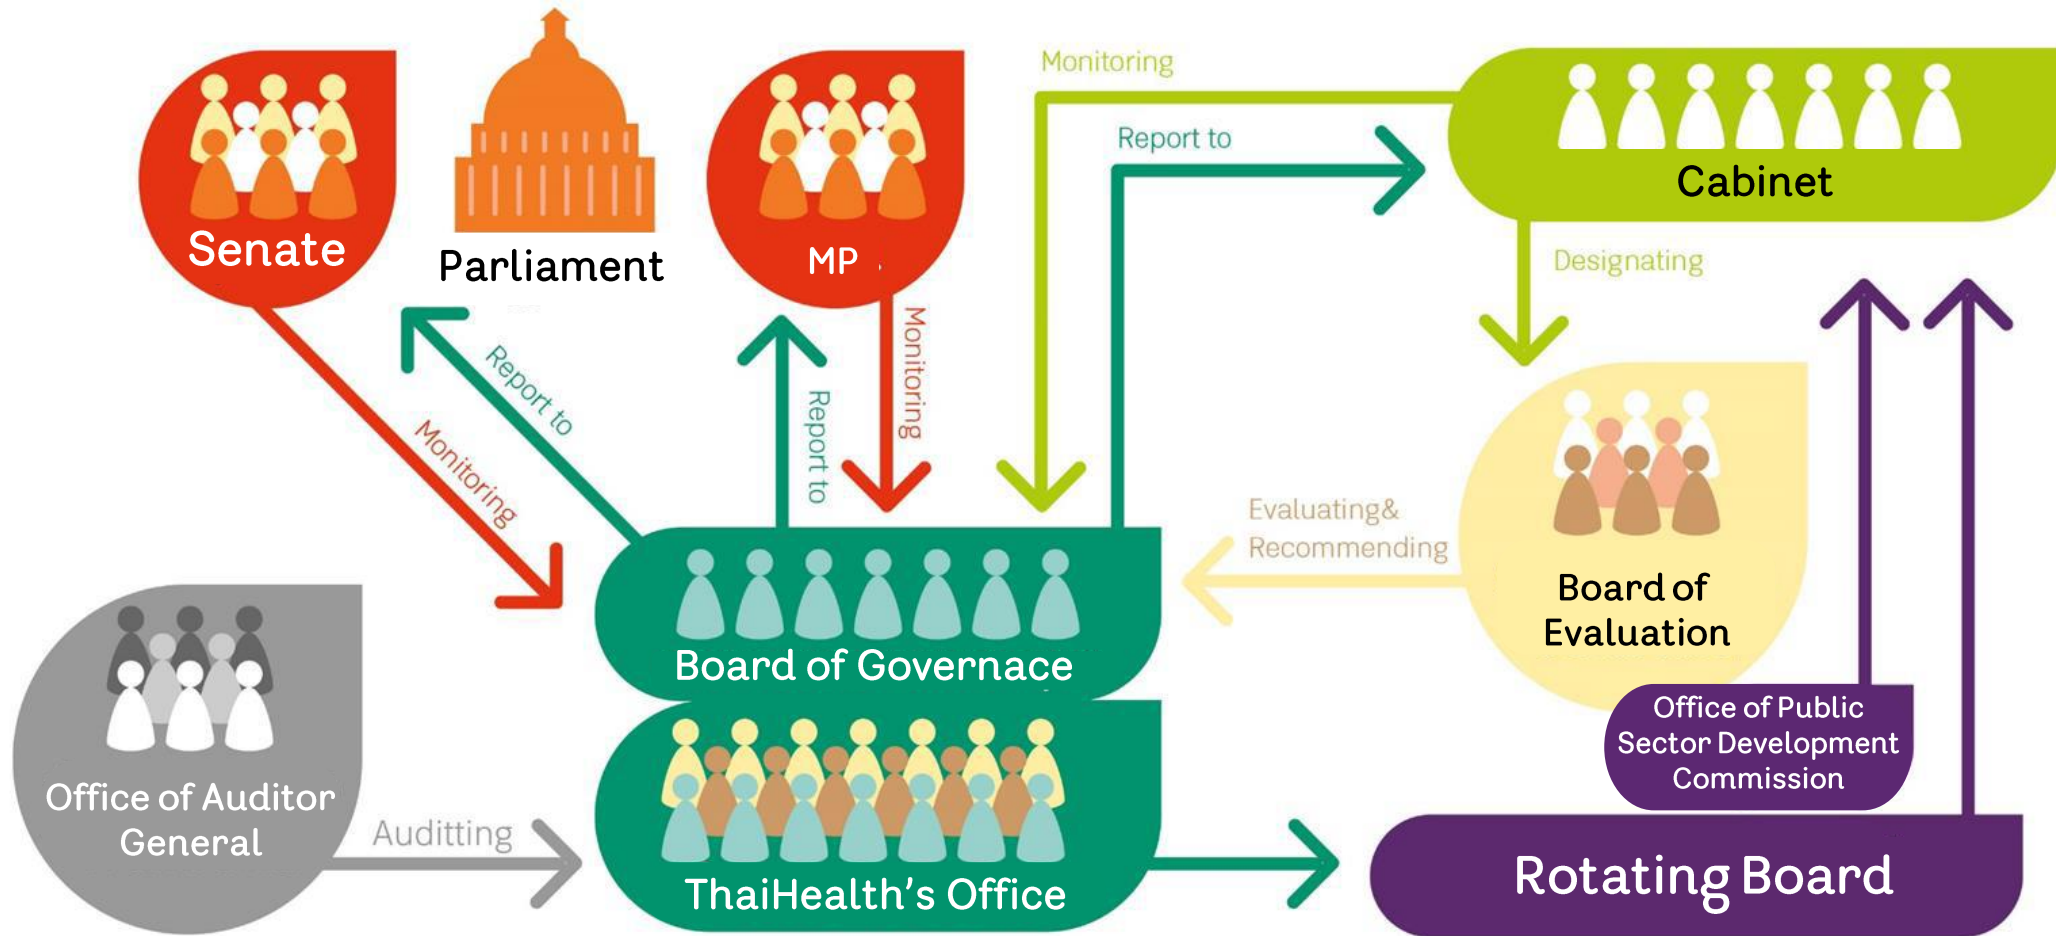 Monitoring
Report to
Cabinet
Senate
Parliament
MP
Designating
Monitoring
Report to
Report to
Monitoring
Evaluating&
Recommending
Board of
Evaluation
Board of Governace
Office of Public
Sector Development
Commission
Office of Auditor
General
Auditting
ThaiHealth's Office
Rotating Board